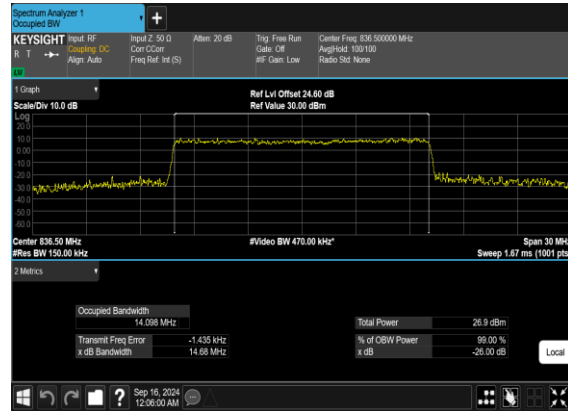 Spectrum Analyzer 1
Occupied BW
+
KEYSIGHT Input: RF Input Z: 50 Ω Atten: 20 dB Trig: Free Run Center Freq: 836.500000 MHz
R T Coupling: DC Corr CCorr Gate: Off Avg|Hold: 100/100
Align: Auto Freq Ref: Int (S) #IF Gain: Low Radio Std: None
LW
1 Graph
Ref Lvl Offset 24.60 dB
Scale/Div 10.0 dB Ref Value 30.00 dBm
Log
20.0
10.0
0.00
-10.0
-20.0
-30.0
-40.0
-50.0
-60.0
Center 836.50 MHz #Video BW 470.00 kHz* Span 30 MHz
#Res BW 150.00 kHz Sweep 1.67 ms (1001 pts)
2 Metrics
Occupied Bandwidth
14.098 MHz Total Power 26.9 dBm
Transmit Freq Error -1.435 kHz % of OBW Power 99.00 %
x dB Bandwidth 14.68 MHz x dB -26.00 dB
Local
? Sep 16, 2024
12:06:00 AM